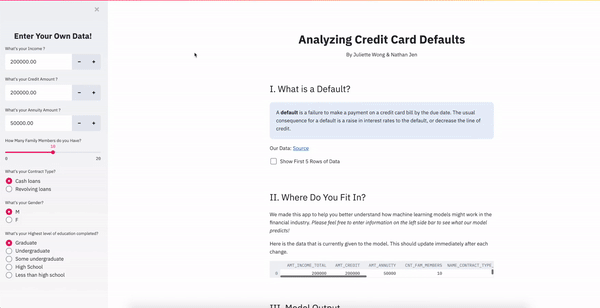 Enter Your Own Data!
What's your Income ?
200000.00
What's your Credit Amount ?
200000.00
What's your Annuity Amount ?
50000.00
How Many Family Members do you Have?
10
0
20
What's your Contract Type?
Cash loans
Revolving loans
What's your Gender?
M
F
What's your Highest level of education completed?
Graduate
Undergraduate
Some undergraduate
High School
Less than high school
Analyzing Credit Card Defaults
By Juliette Wong & Nathan Jen
I. What is a Default?
A default is a failure to make a payment on a credit card bill by the due date. The usual
consequence for a default is a raise in interest rates to the default, or decrease the line of
credit.
Our Data: Source
Show First 5 Rows of Data
II. Where Do You Fit In?
We made this app to help you better understand how machine learning models might work in the
financial industry. Please feel free to enter information on the left side bar to see what our model
predicts!
Here is the data that is currently given to the model. This should update immediately after each
change.
AMT_INCOME_TOTAL AMT_CREDIT AMT_ANNUITY CNT_FAM_MEMBERS NAME_CONTRACT_TYPE_
0 200000 200000 50000 10
III. Model Output